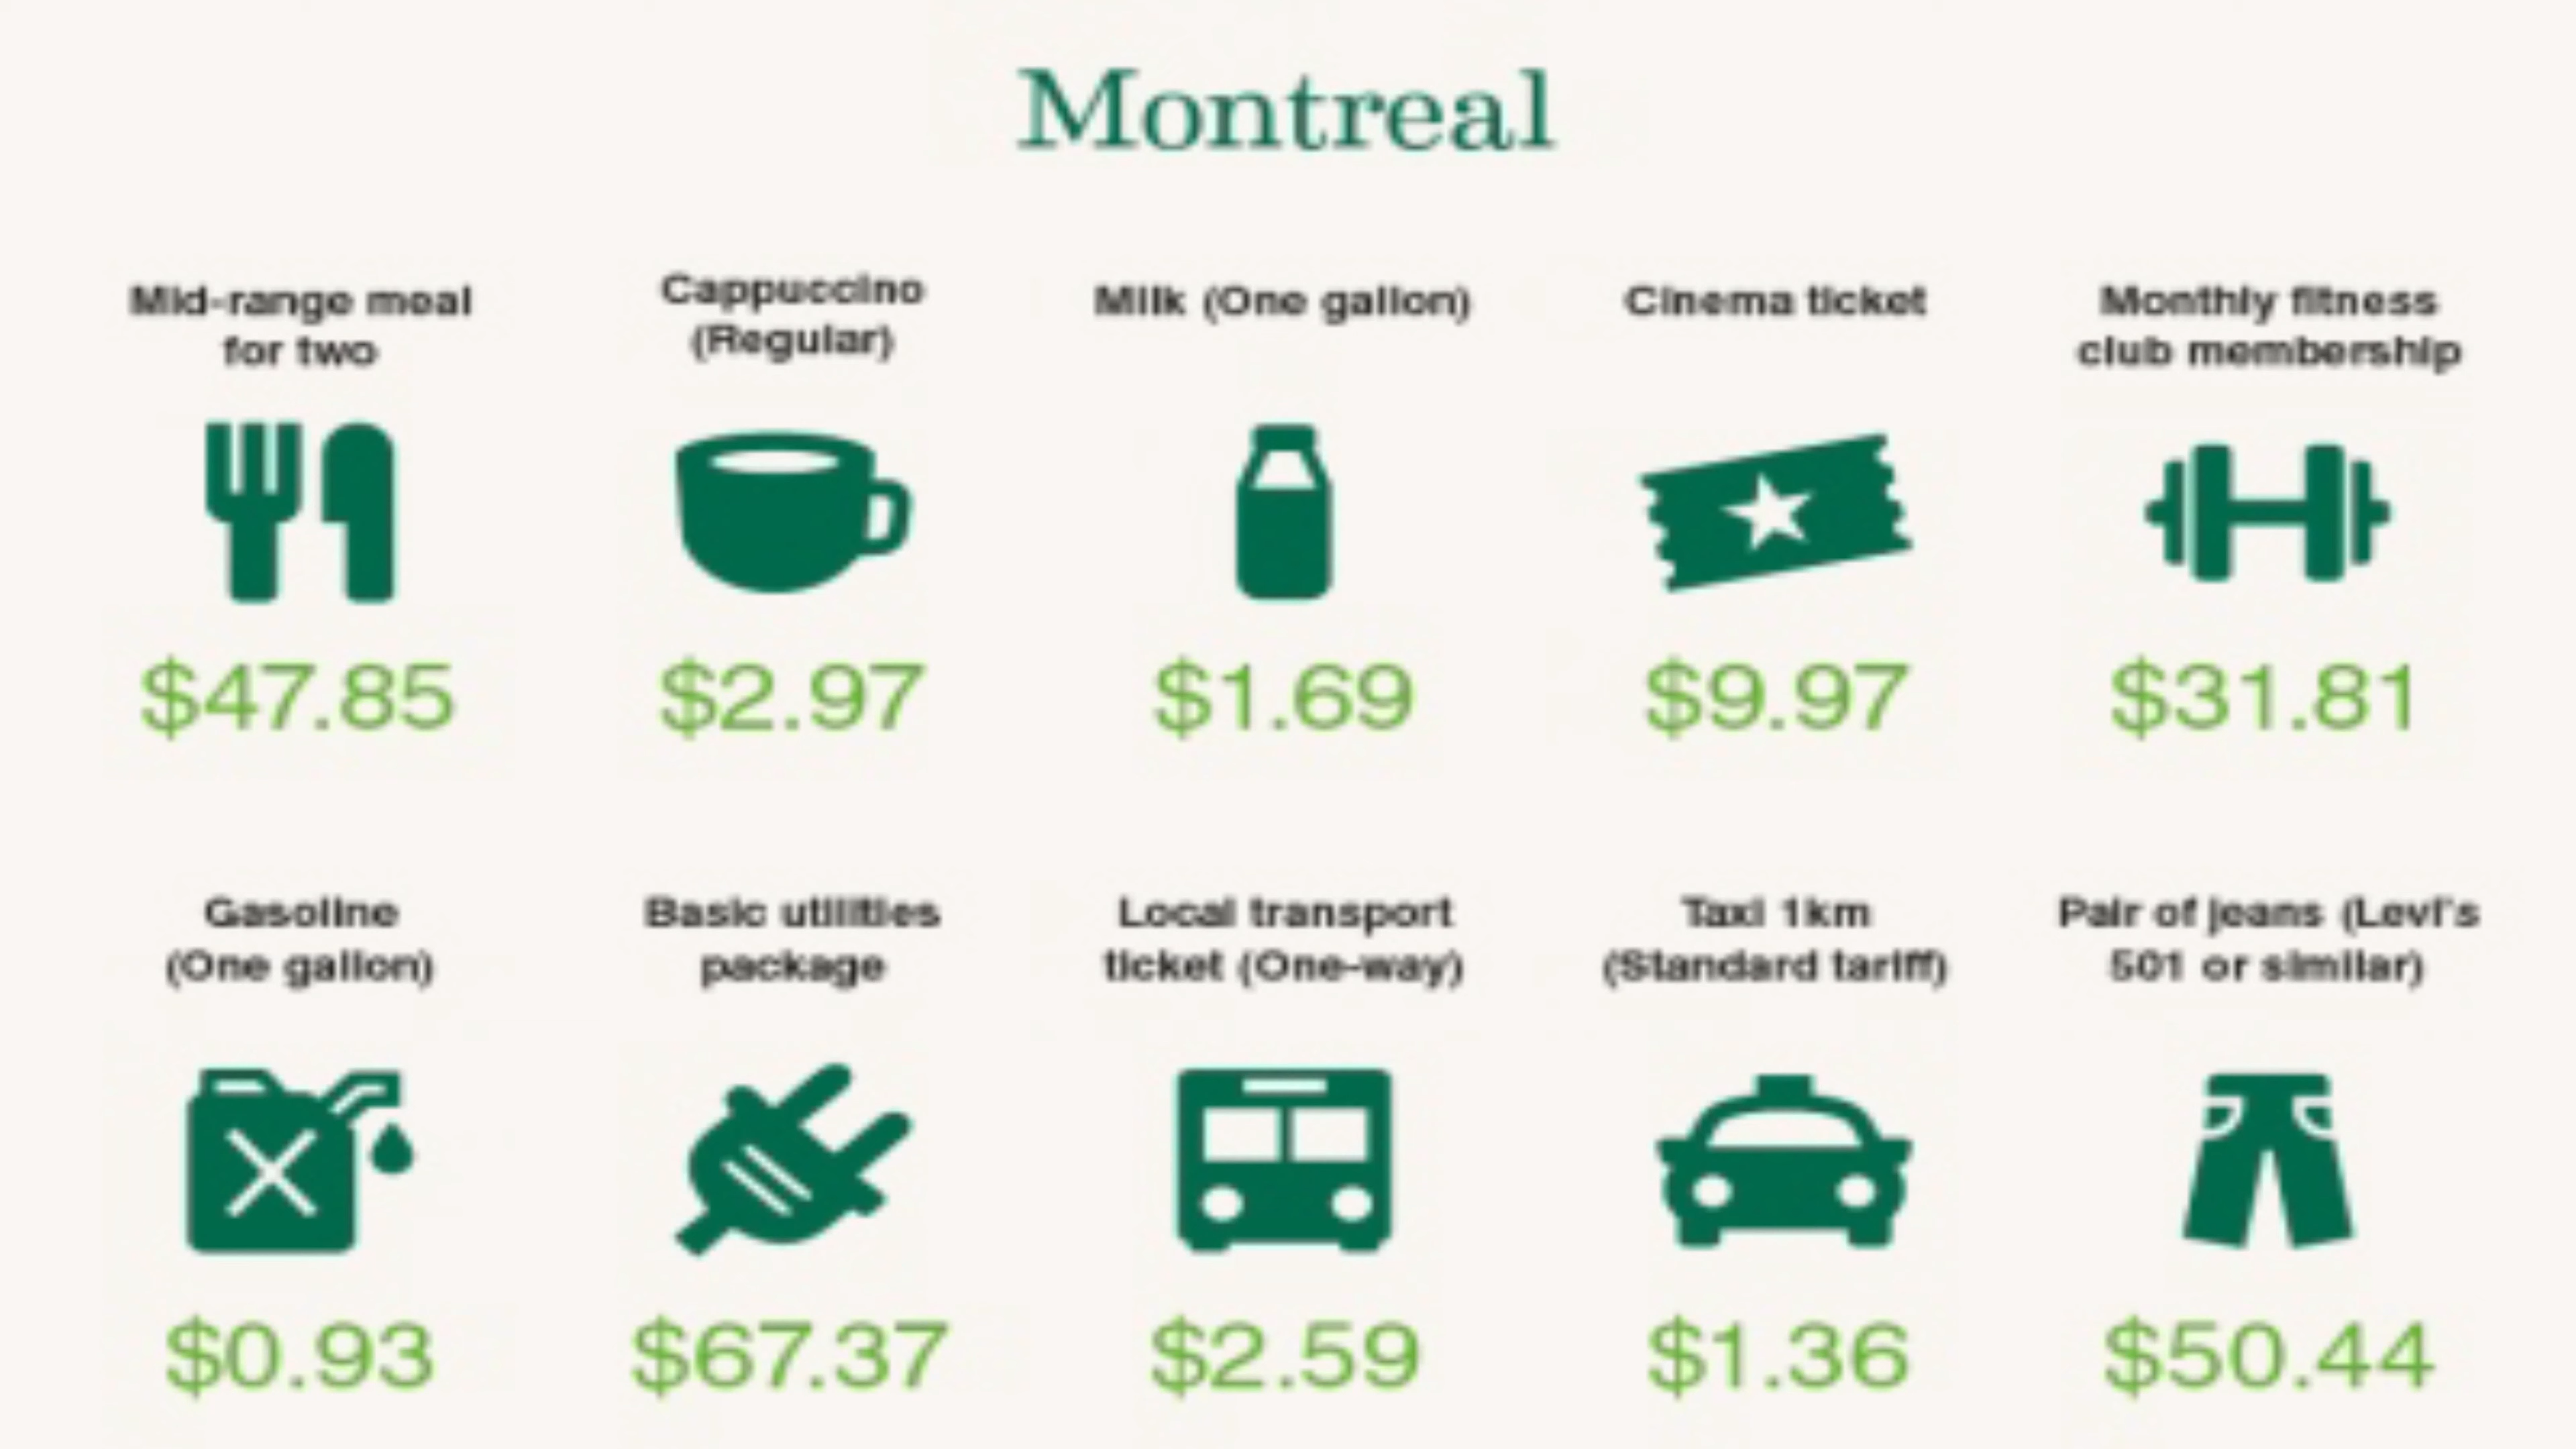 Montreal
Mid-range meal
for two
Cappuccino
(Regular)
Milk (One gallon)
Cinema ticket
Monthly fitness
club membership
$47.85
$2.97
$1.69
$9.97
$31.81
Gasoline
(One gallon)
Basic utilities
package
Local transport
ticket (One-way)
Taxi 1km
(Standard tariff)
Pair of jeans (Levi's
501 or similar)
$0.93
$67.37
$2.59
$1.36
$50.44